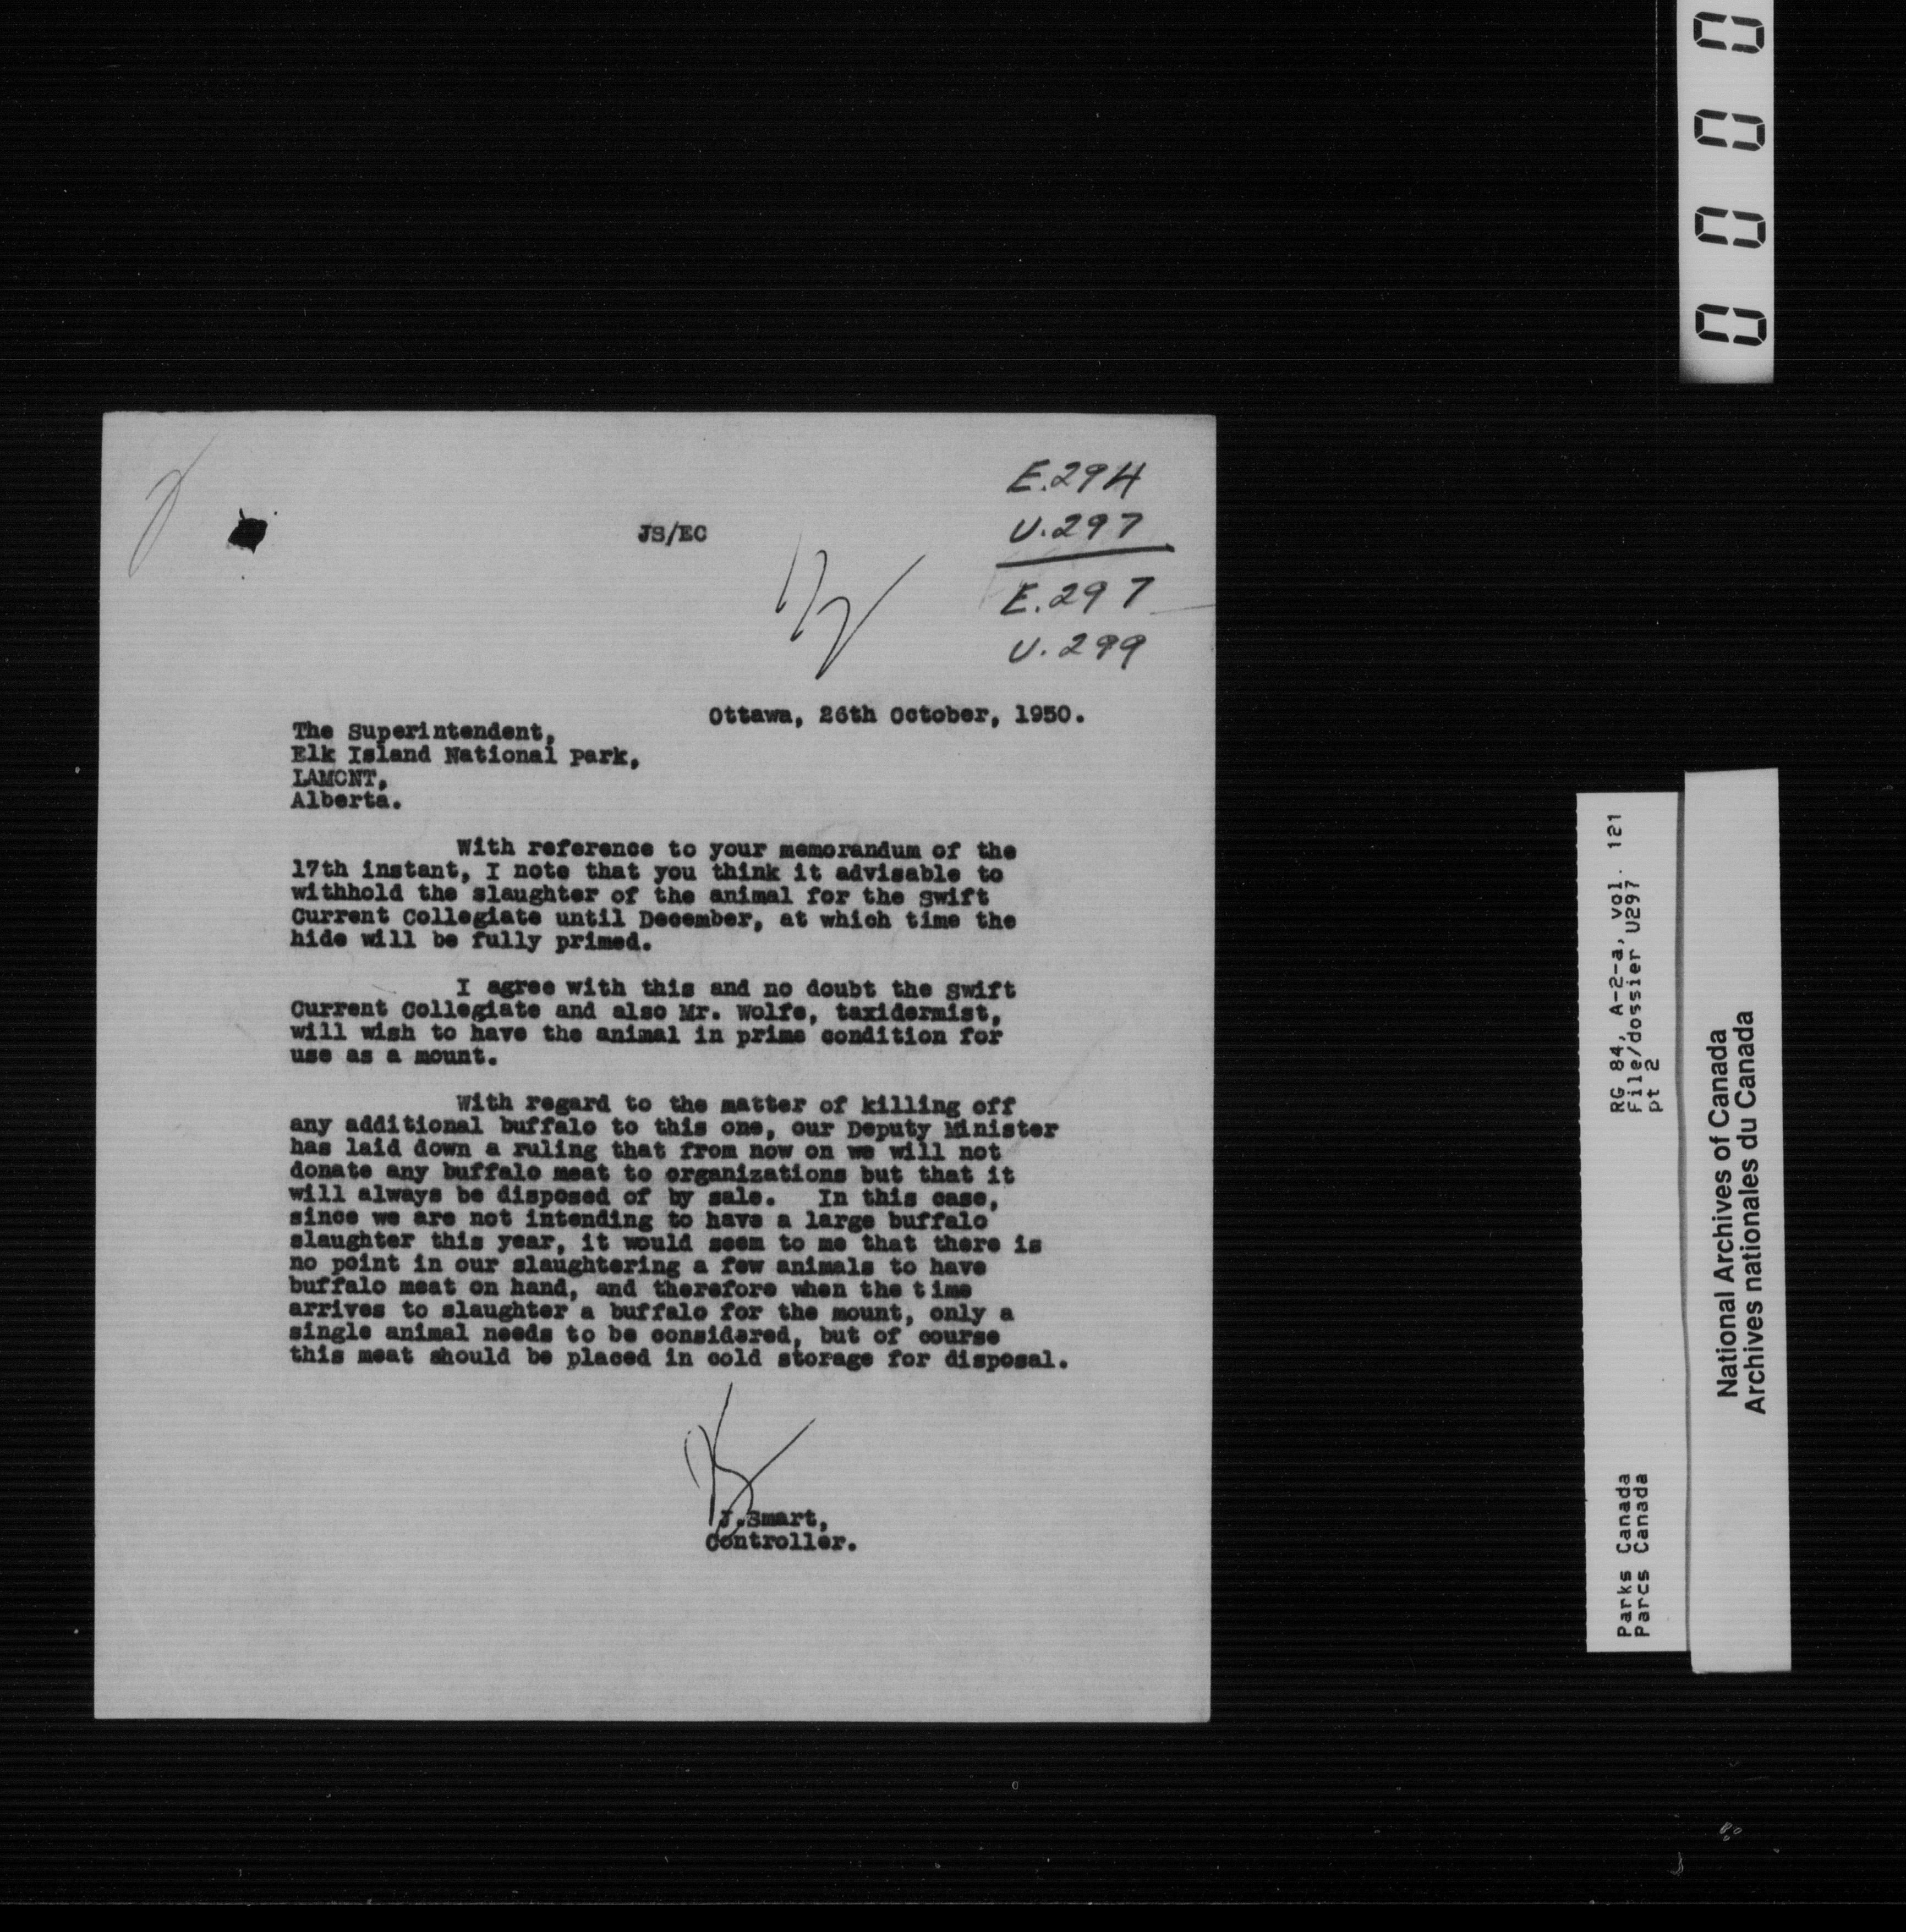 0000
E.294
U.297
JS/EC
E.297
U.299
Ottawa, 26th October, 1950.
The Superintendent,
Elk Island National Park,
LAMONT,
Alberta.
With reference to your memorandum of the
17th instant, I note that you think it advisable to
withhold the slaughter of the animal for the Swift
Current Collegiate until December, at which time the
hide will be fully primed.
I agree with this and no doubt the Swift
Current Collegiate and also Mr. Wolfe, taxidermist,
will wish to have the animal in prime condition for
use as a mount.
With regard to the matter of killing off
any additional buffalo to this one, our Deputy Minister
has laid down a ruling that from now on we will not
donate any buffalo meat to organizations but that it
will always be disposed of by sale. In this case,
since we are not intending to have a large buffalo
slaughter this year, it would seem to me that there is
no point in our slaughtering a few animals to have
buffalo meat on hand, and therefore when the time
arrives to slaughter a buffalo for the mount, only a
single animal needs to be considered, but of course
this meat should be placed in cold storage for disposal.
J.Smart,
Controller.
RG 84, A-2-a, vol. 121
File/dossier U297
pt 2
Parks Canada
Parcs Canada
National Archives of Canada
Archives nationales du Canada